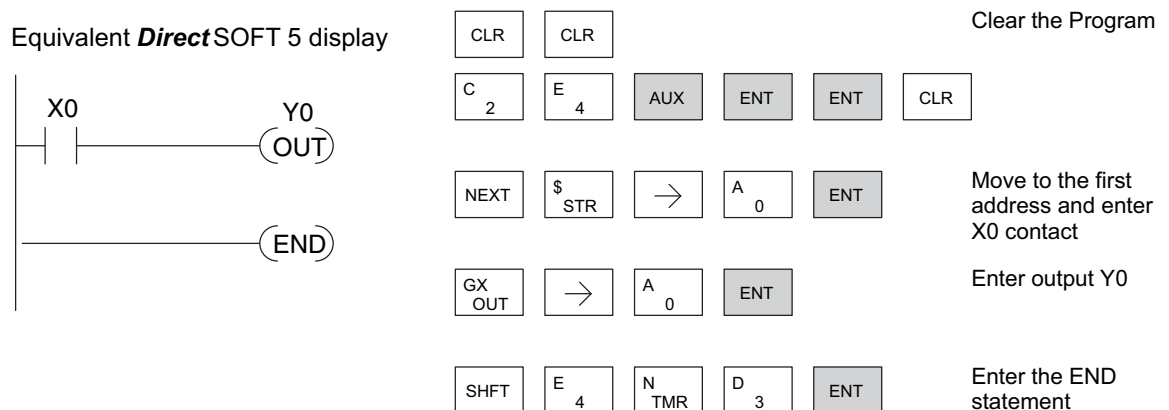 Equivalent DirectSOFT 5 display
X0
Y0
OUT
END
CLR CLR
Clear the Program
C 2 E 4 AUX ENT ENT CLR
NEXT $ STR → A 0 ENT
Move to the first
address and enter
X0 contact
GX OUT → A 0 ENT
Enter output Y0
SHFT E 4 N TMR D 3 ENT
Enter the END
statement